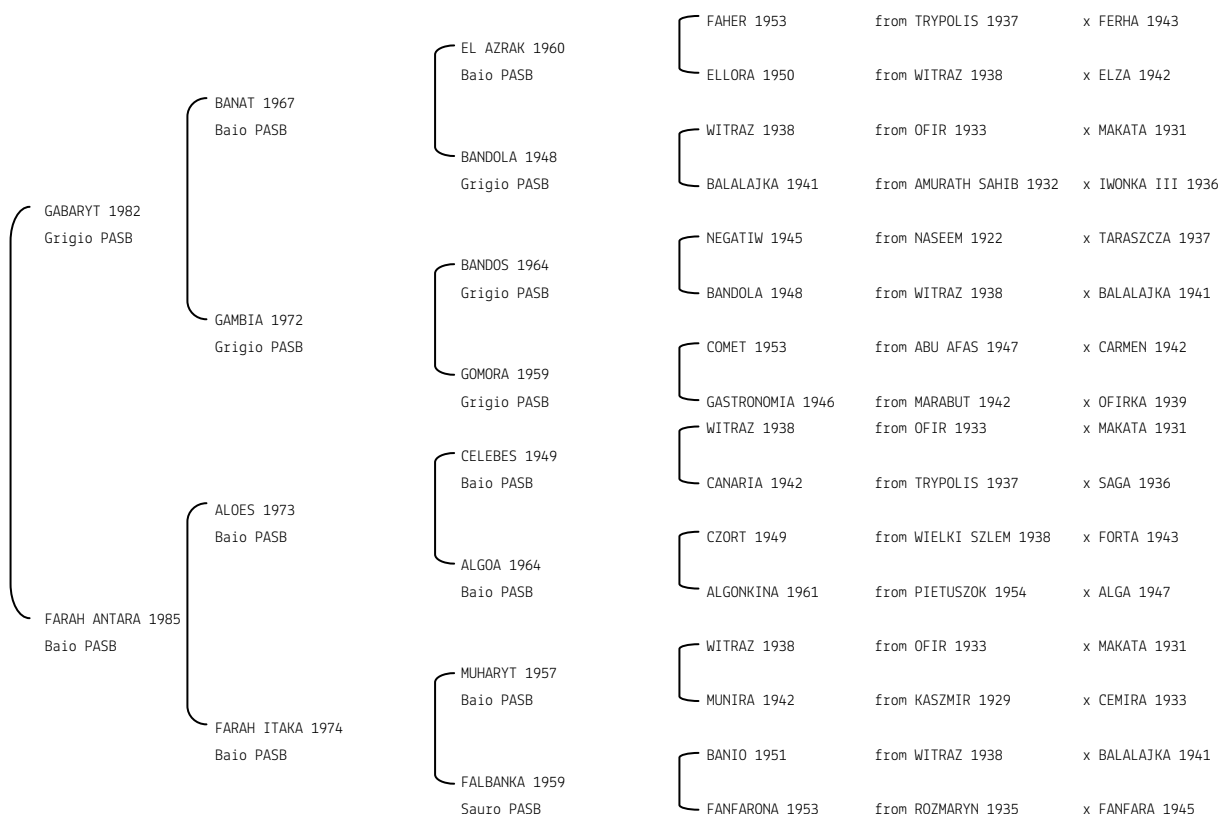 FAHER 1953 from TRYPOLIS 1937 x FERHA 1943
EL AZRAK 1960
Baio PASB
ELLORA 1950 from WITRAZ 1938 x ELZA 1942
BANAT 1967
Baio PASB
WITRAZ 1938 from OFIR 1933 x MAKATA 1931
BANDOLA 1948
Grigio PASB
BALALAJKA 1941 from AMURATH SAHIB 1932 x IWONKA III 1936
GABARYT 1982
Grigio PASB
NEGATIW 1945 from NASEEM 1922 x TARASZCZA 1937
BANDOS 1964
Grigio PASB
BANDOLA 1948 from WITRAZ 1938 x BALALAJKA 1941
GAMBIA 1972
Grigio PASB
COMET 1953 from ABU AFAS 1947 x CARMEN 1942
GOMORA 1959
Grigio PASB
GASTRONOMIA 1946 from MARABUT 1942 x OFIRKA 1939
WITRAZ 1938 from OFIR 1933 x MAKATA 1931
CELEBES 1949
Baio PASB
CANARIA 1942 from TRYPOLIS 1937 x SAGA 1936
ALOES 1973
Baio PASB
CZORT 1949 from WIELKI SZLEM 1938 x FORTA 1943
ALGOA 1964
Baio PASB
ALGONKINA 1961 from PIETUSZOK 1954 x ALGA 1947
FARAH ANTARA 1985
Baio PASB
WITRAZ 1938 from OFIR 1933 x MAKATA 1931
MUHARYT 1957
Baio PASB
MUNIRA 1942 from KASZMIR 1929 x CEMIRA 1933
FARAH ITAKA 1974
Baio PASB
BANIO 1951 from WITRAZ 1938 x BALALAJKA 1941
FALBANKA 1959
Sauro PASB
FANFARONA 1953 from ROZMARYN 1935 x FANFARA 1945